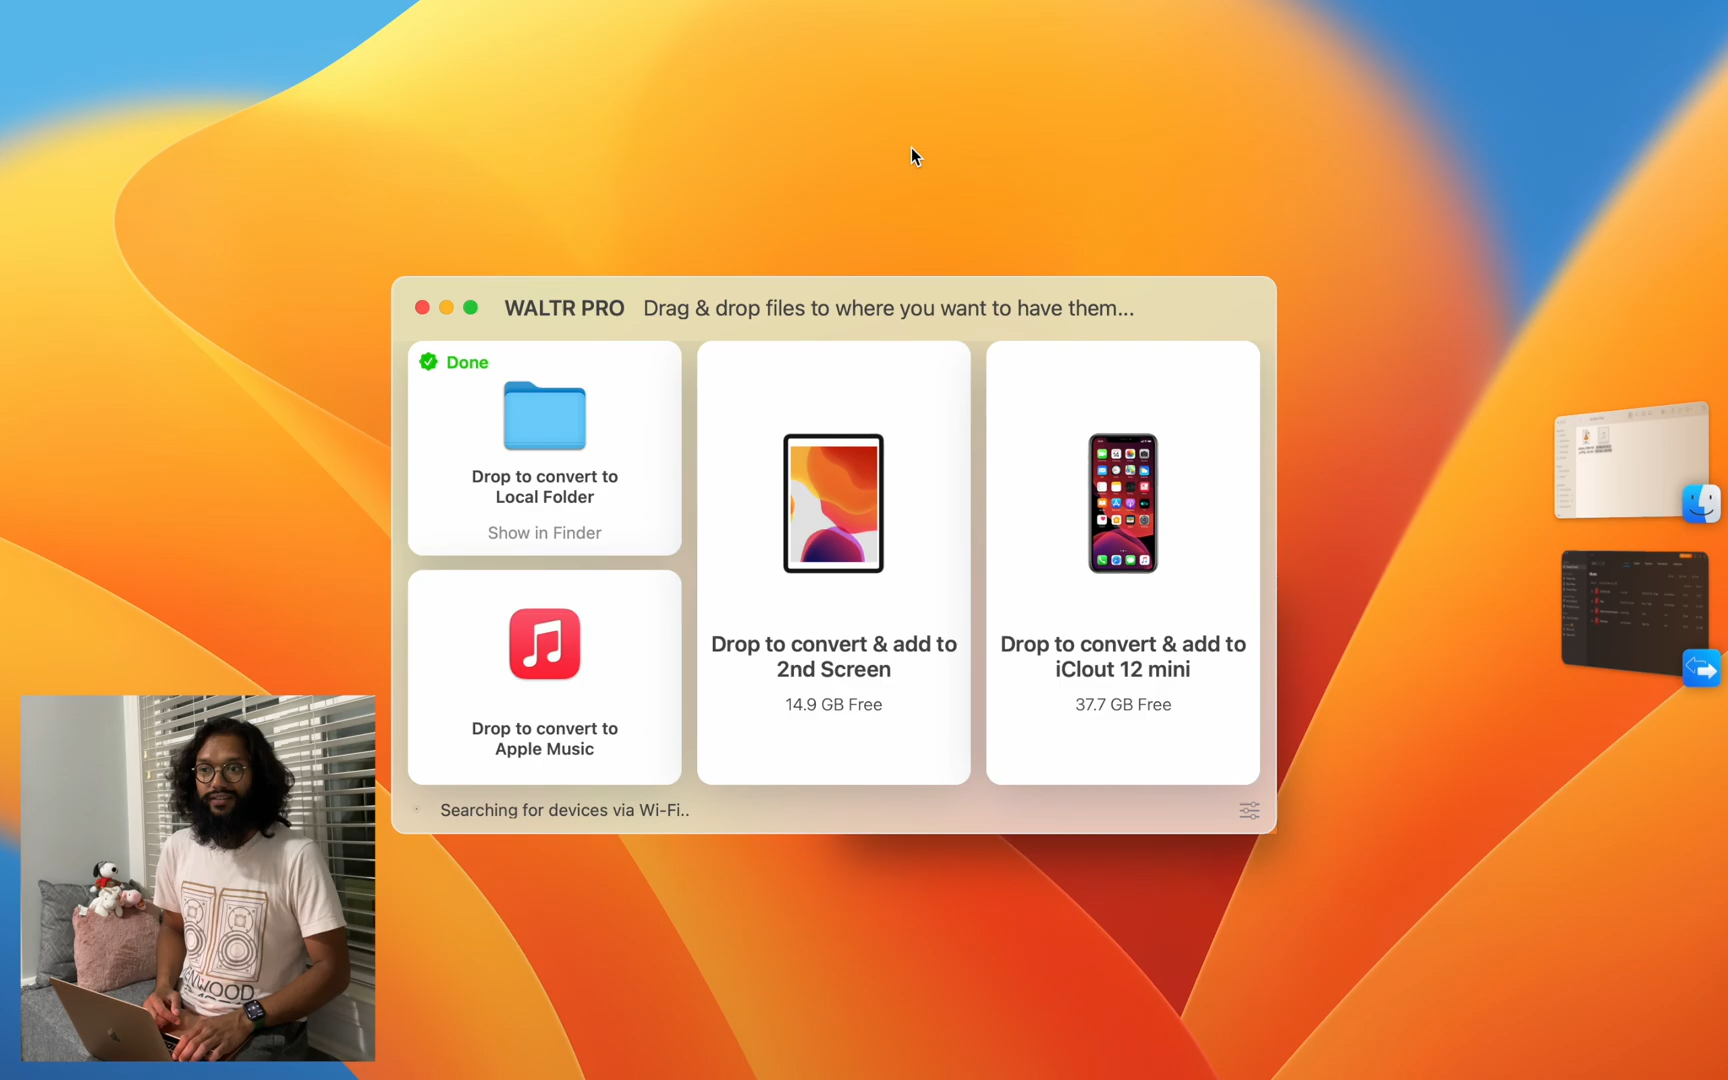 WALTR PRO Drag & drop files to where you want to have them...
Done
Drop to convert to
Local Folder
Show in Finder
Drop to convert to
Apple Music
Drop to convert & add to
2nd Screen
14.9 GB Free
Drop to convert & add to
iClout 12 mini
37.7 GB Free
Searching for devices via Wi-Fi..